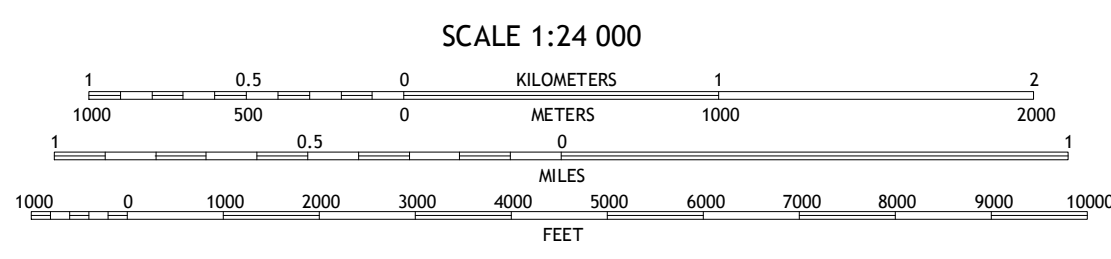 SCALE 1:24 000
1 0.5 0 KILOMETERS 1 2
1000 500 0 METERS 1000 2000
1 0.5 0 1
MILES
1000 0 1000 2000 3000 4000 5000 6000 7000 8000 9000 10000
FEET